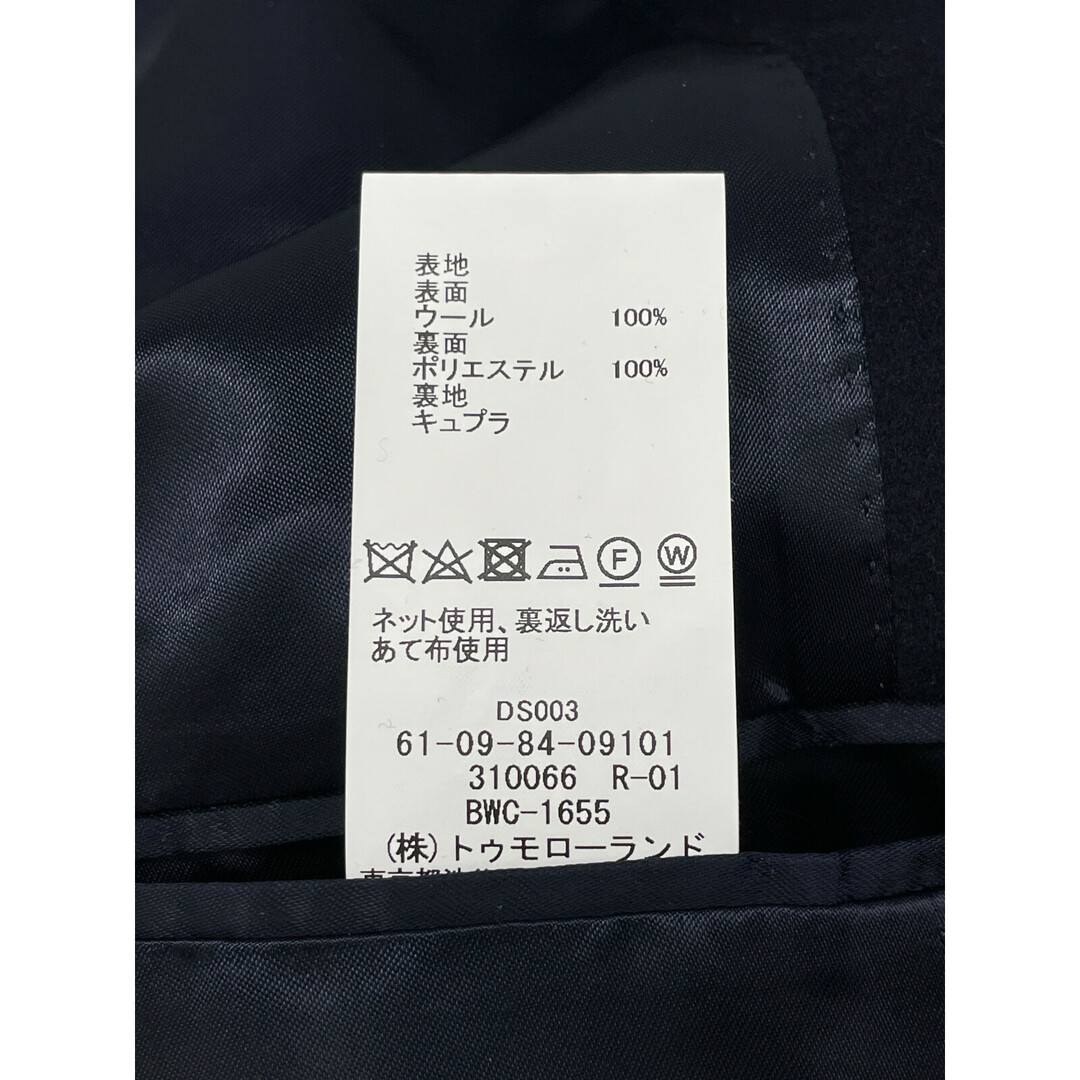 表地
表面
ウール 100%
裏面
ポリエステル 100%
裏地
キュプラ
F W
ネット使用、裏返し洗い
あて布使用
DS003
61-09-84-09101
310066 R-01
BWC-1655
(株)トゥモローランド